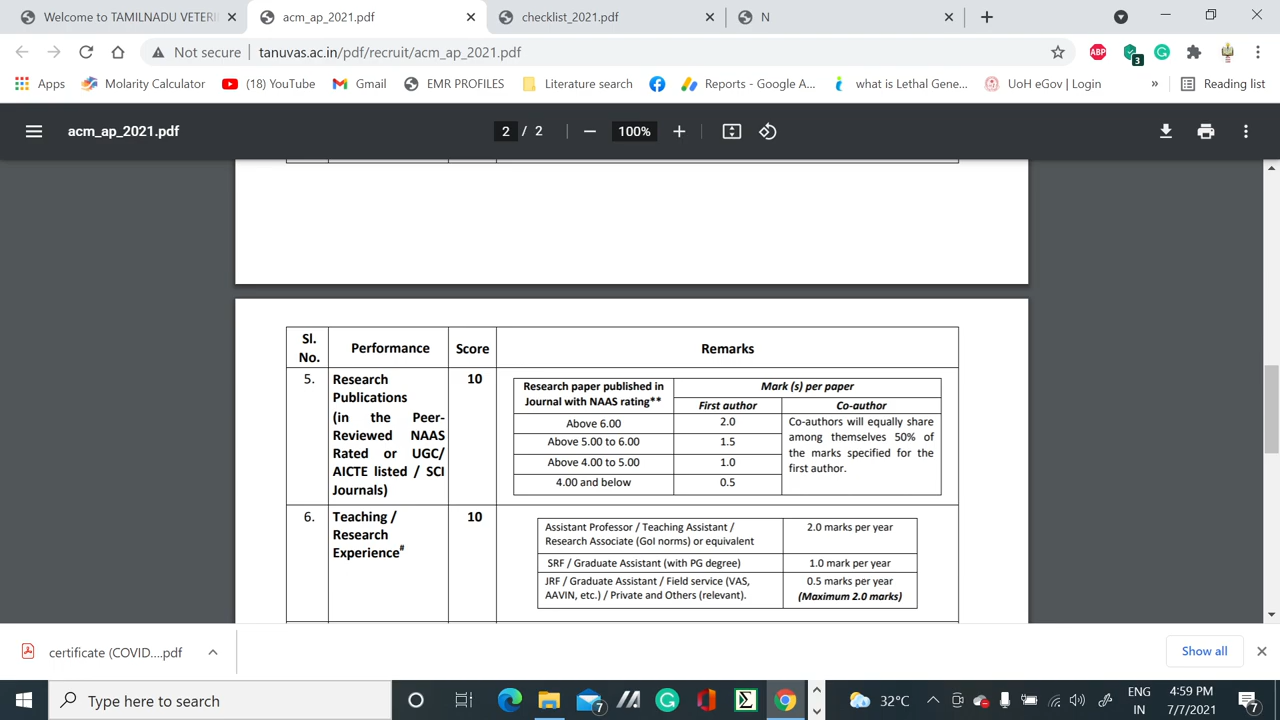 Welcome to TAMILNADU VETERI
acm_ap_2021.pdf
checklist_2021.pdf
N
Not secure
tanuvas.ac.in/pdf/recruit/acm_ap_2021.pdf
ABP
3
Apps
Molarity Calculator
(18) YouTube
Gmail
EMR PROFILES
Literature search
Reports - Google A...
what is Lethal Gene...
UoH eGov | Login
»
Reading list
acm_ap_2021.pdf
2 / 2
100%
Sl. No.
Performance
Score
Remarks
5.
Research
Publications
(in the Peer-
Reviewed NAAS
Rated or UGC/
AICTE listed / SCI
Journals)
10
Research paper published in
Journal with NAAS rating**
Mark (s) per paper
First author
Co-author
Above 6.00
2.0
Above 5.00 to 6.00
1.5
Above 4.00 to 5.00
1.0
4.00 and below
0.5
Co-authors will equally share
among themselves 50% of
the marks specified for the
first author.
6.
Teaching /
Research
Experience#
10
Assistant Professor / Teaching Assistant /
Research Associate (GoI norms) or equivalent
2.0 marks per year
SRF / Graduate Assistant (with PG degree)
1.0 mark per year
JRF / Graduate Assistant / Field service (VAS,
AAVIN, etc.) / Private and Others (relevant).
0.5 marks per year
(Maximum 2.0 marks)
certificate (COVID....pdf
Show all
Type here to search
7
32°C
ENG
IN
4:59 PM
7/7/2021
7